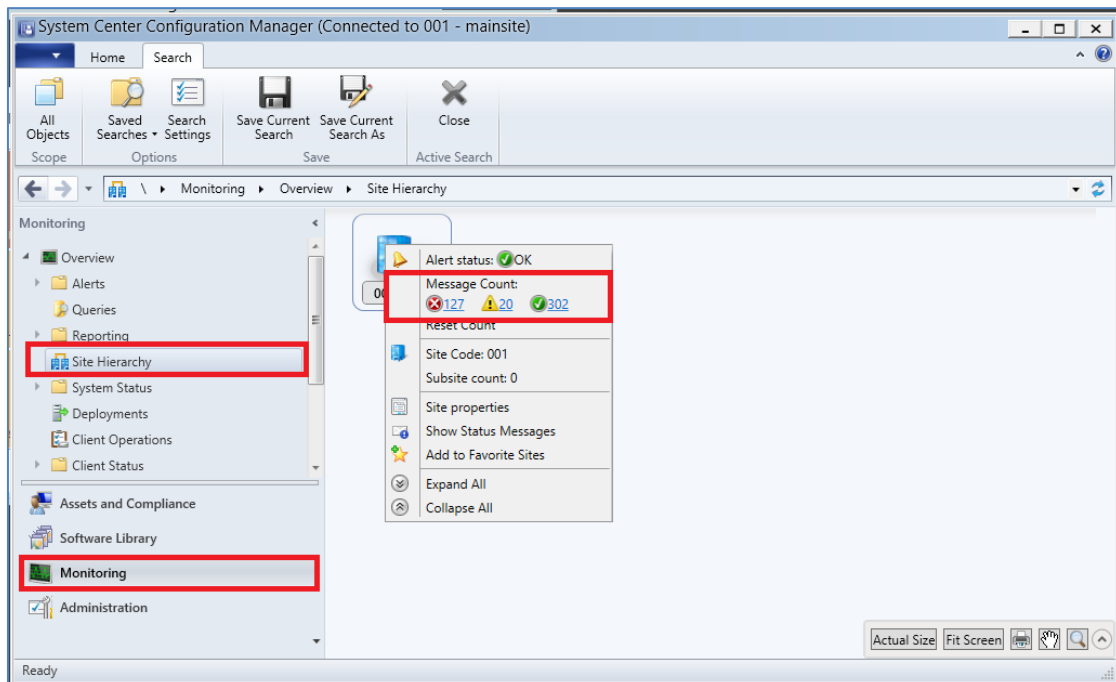 System Center Configuration Manager (Connected to 001 - mainsite)
Home Search
All Objects
Saved Searches
Search Settings
Save Current Search
Save Current Search As
Close
Scope
Options
Save
Active Search
\ Monitoring Overview Site Hierarchy
Monitoring
Overview
Alerts
Queries
Reporting
Site Hierarchy
System Status
Deployments
Client Operations
Client Status
Assets and Compliance
Software Library
Monitoring
Administration
Alert status: OK
Message Count:
127 20 302
Reset Count
Site Code: 001
Subsite count: 0
Site properties
Show Status Messages
Add to Favorite Sites
Expand All
Collapse All
Actual Size Fit Screen
Ready